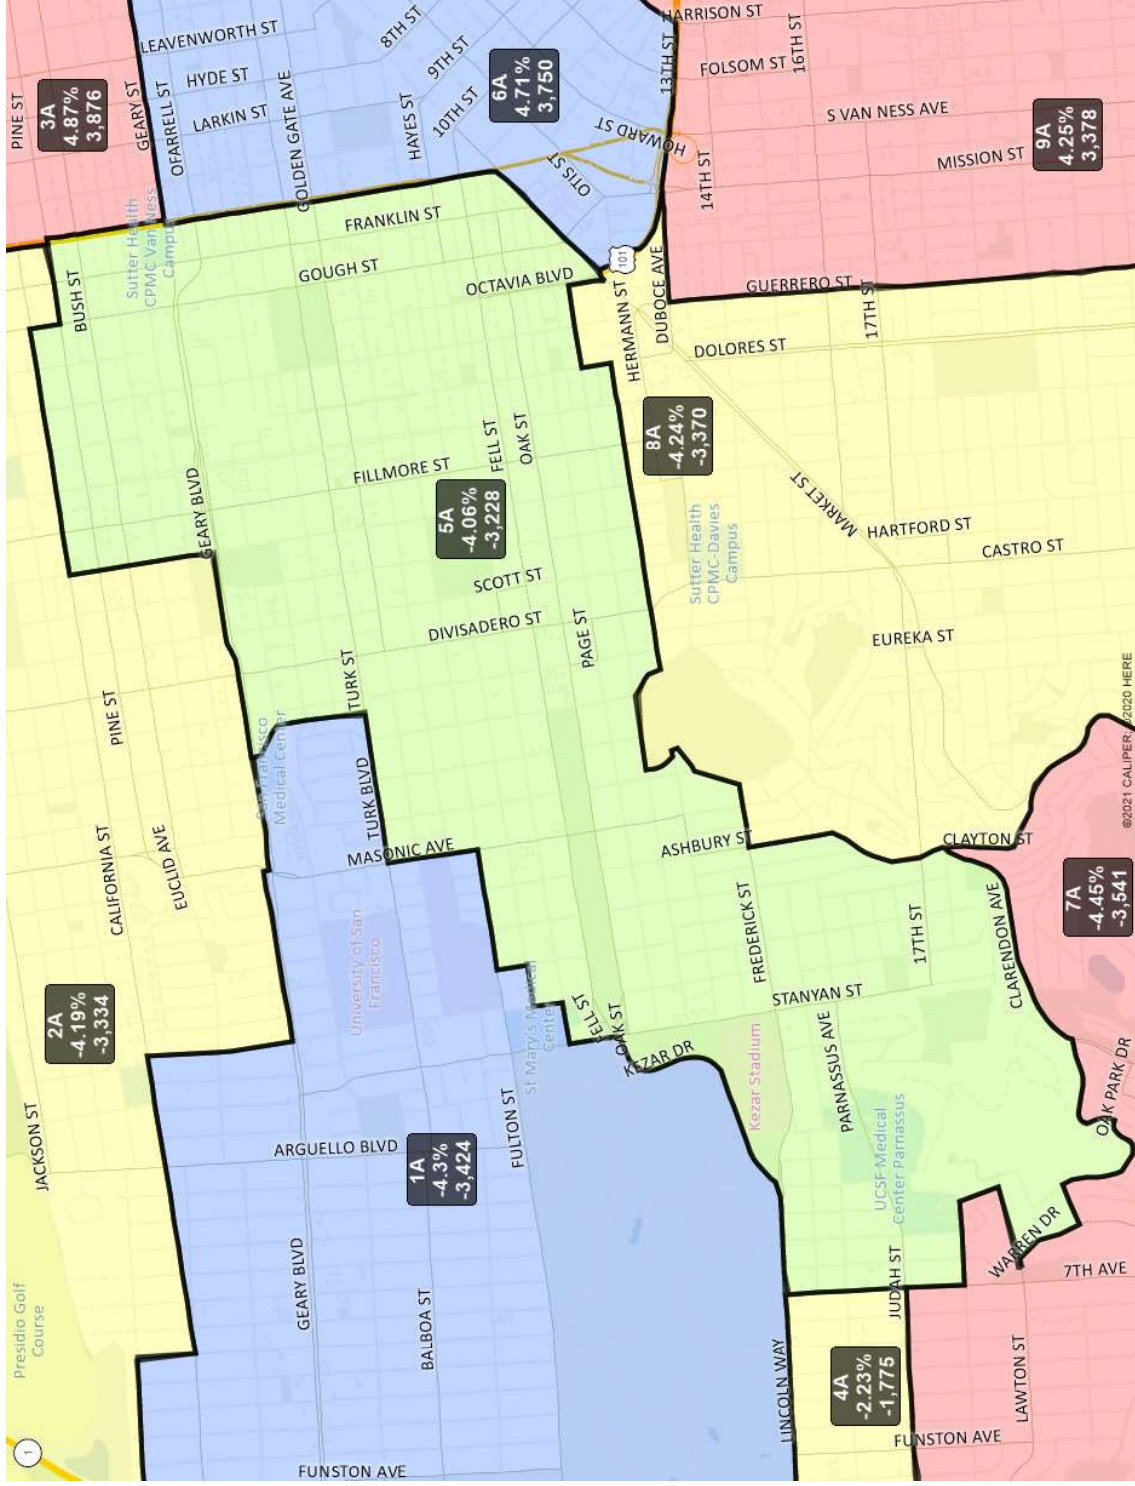 PINE ST
3A
4.87%
3,876
GEARY ST
OFARRELL ST
LEAVENWORTH ST
HYDE ST
LARKIN ST
GOLDEN GATE AVE
8TH ST
9TH ST
10TH ST
HAYES ST
6A
4.71%
3,750
HARRISON ST
13TH ST
FOLSOM ST
16TH ST
S VAN NESS AVE
HOWARD ST
OTIS ST
14TH ST
MISSION ST
9A
4.25%
3,378
Sutter Health
CPMC Van Ness
Campus
BUSH ST
FRANKLIN ST
GOUGH ST
OCTAVIA BLVD
101
HERMANN ST
DUBOCE AVE
GUERRERO ST
17TH ST
DOLORES ST
GEARY BLVD
FILLMORE ST
FELL ST
OAK ST
8A
-4.24%
-3,370
5A
-4.06%
-3,228
MARKET ST
HARTFORD ST
CASTRO ST
Sutter Health
CPMC-Davies
Campus
SCOTT ST
DIVISADERO ST
PAGE ST
EUREKA ST
TURK ST
PINE ST
San Francisco
Medical Center
TURK BLVD
MASONIC AVE
CALIFORNIA ST
EUCLID AVE
ASHBURY ST
CLAYTON ST
©2021 CALIPER; ©2020 HERE
7A
-4.45%
-3,541
University of San
Francisco
FREDERICK ST
17TH ST
CLARENDON AVE
2A
-4.19%
-3,334
St Mary's Medical
Center
FELL ST
OAK ST
KEZAR DR
STANYAN ST
Kezar Stadium
PARNASSUS AVE
OAK PARK DR
JACKSON ST
ARGUELLO BLVD
1A
-4.3%
-3,424
FULTON ST
UCSF Medical
Center Parnassus
WARREN DR
7TH AVE
JUDAH ST
Presidio Golf
Course
GEARY BLVD
BALBOA ST
LINCOLN WAY
4A
-2.23%
-1,775
LAWTON ST
FUNSTON AVE
1
FUNSTON AVE